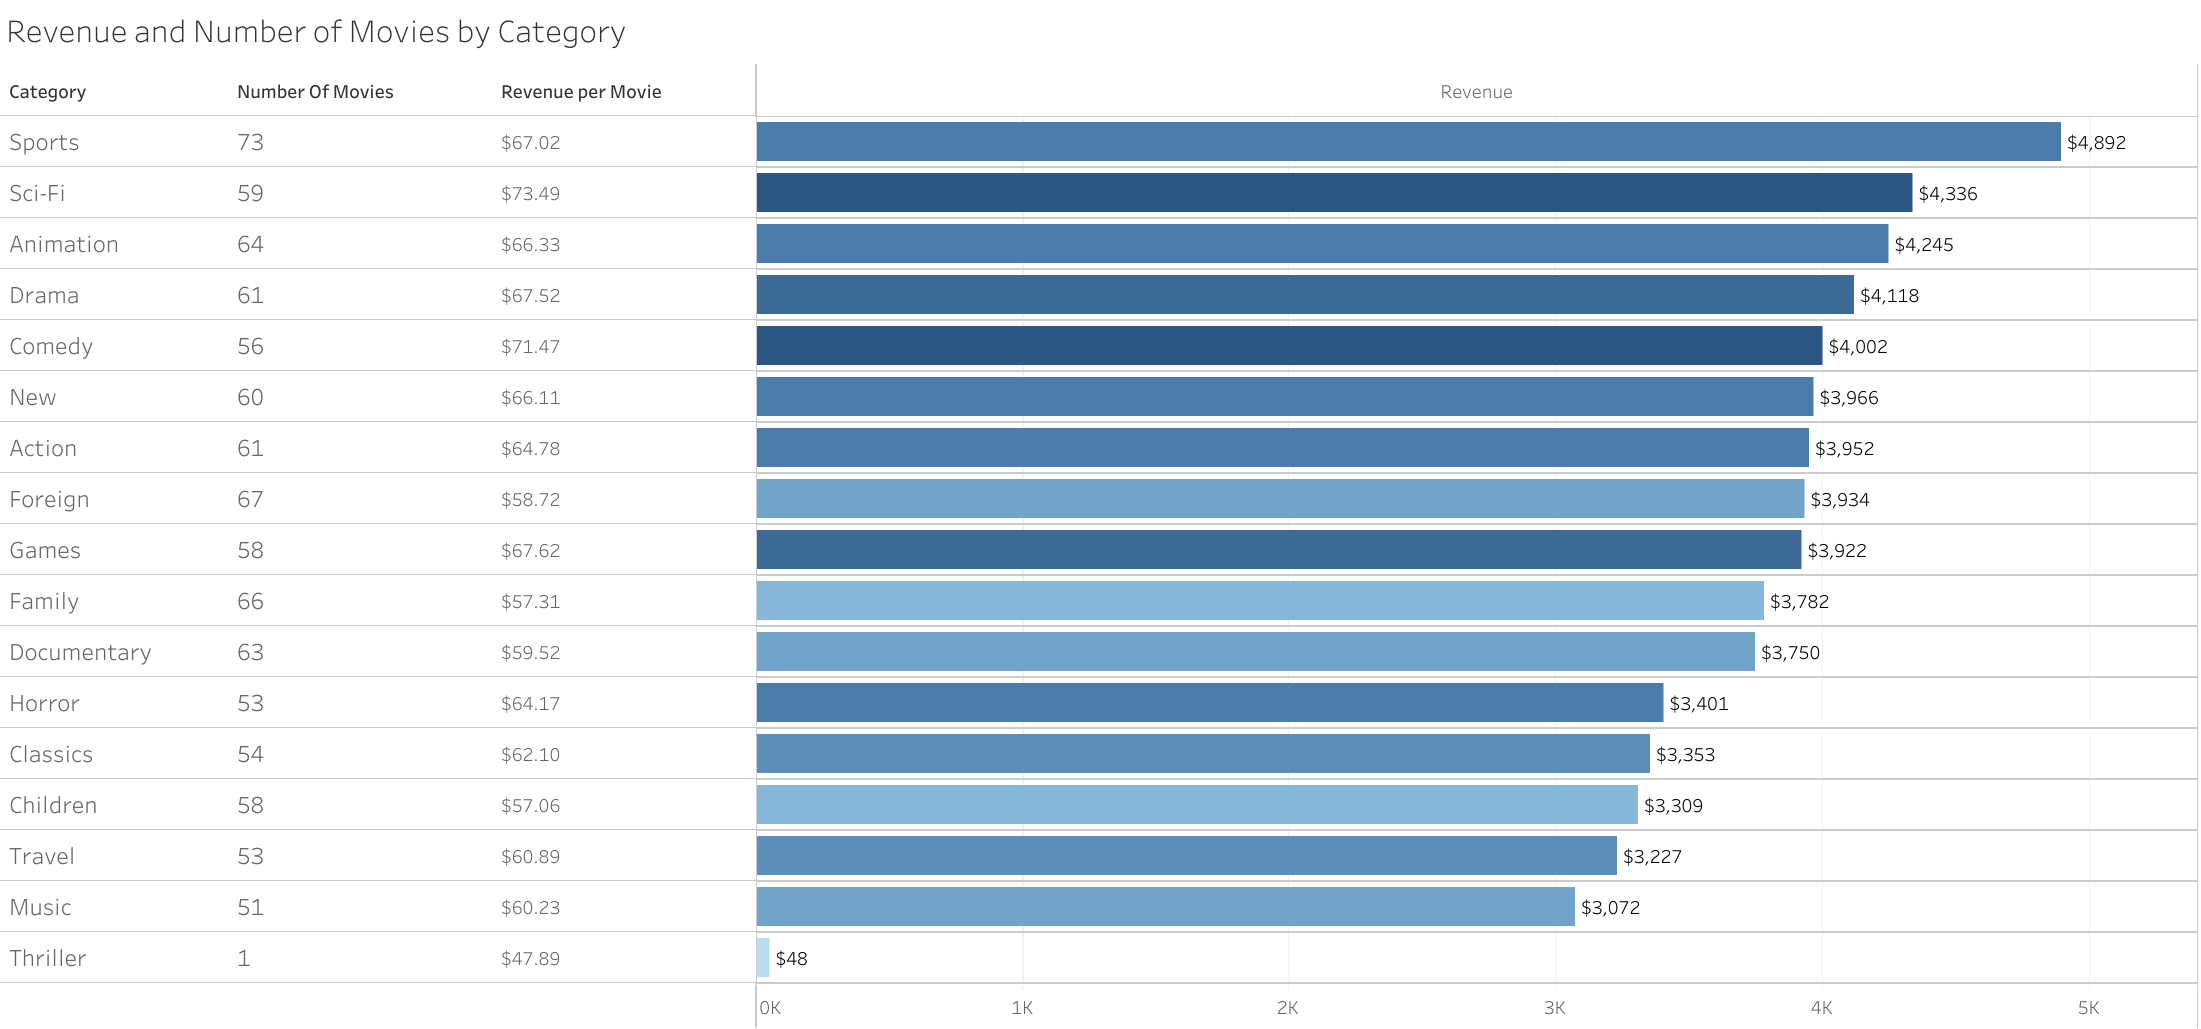 Revenue and Number of Movies by Category
Category Number Of Movies Revenue per Movie Revenue
Sports 73 $67.02 $4,892
Sci-Fi 59 $73.49 $4,336
Animation 64 $66.33 $4,245
Drama 61 $67.52 $4,118
Comedy 56 $71.47 $4,002
New 60 $66.11 $3,966
Action 61 $64.78 $3,952
Foreign 67 $58.72 $3,934
Games 58 $67.62 $3,922
Family 66 $57.31 $3,782
Documentary 63 $59.52 $3,750
Horror 53 $64.17 $3,401
Classics 54 $62.10 $3,353
Children 58 $57.06 $3,309
Travel 53 $60.89 $3,227
Music 51 $60.23 $3,072
Thriller 1 $47.89 $48
0K 1K 2K 3K 4K 5K